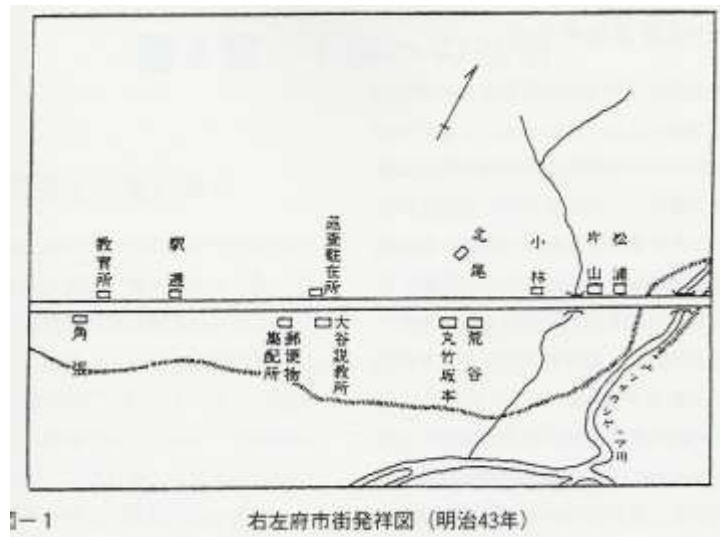 教育所
駅逓
巡査駐在所
北尾
小林
片山
松浦
角張
郵便物
集配所
大谷説教所
丸竹坂本
荒谷
図－1
右左府市街発祥図（明治43年）